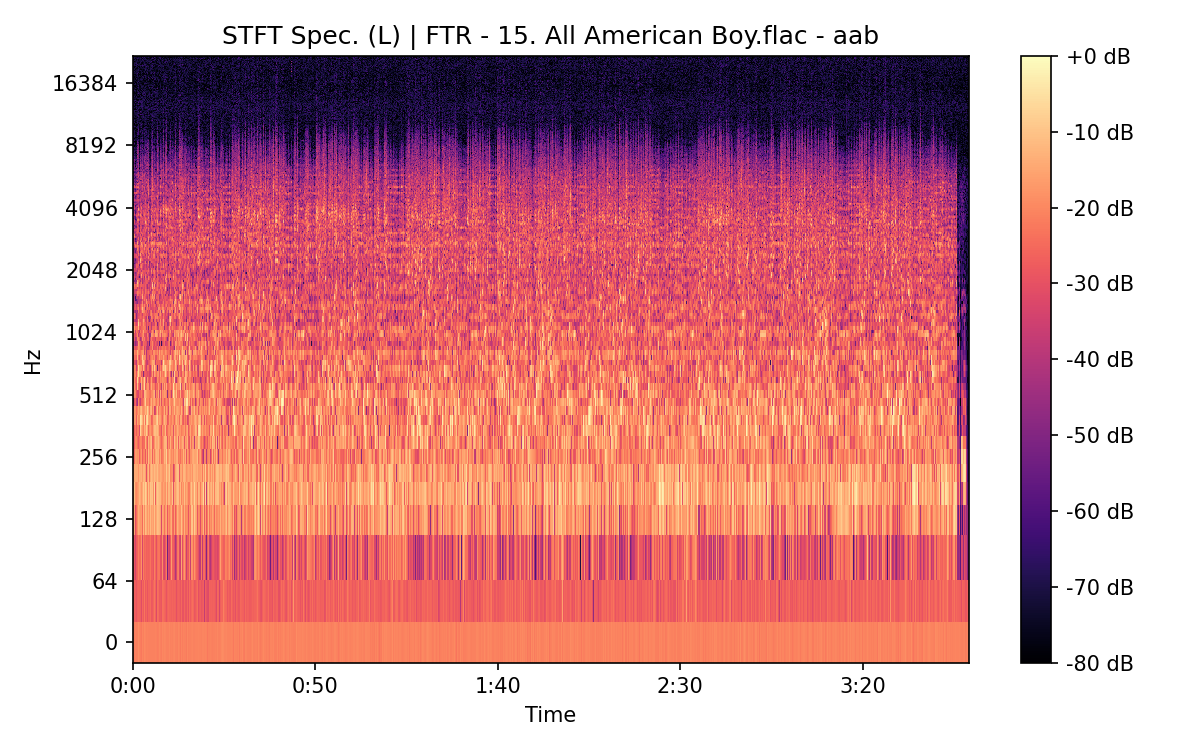 STFT Spec. (L) | FTR - 15. All American Boy.flac - aab
16384
8192
4096
2048
1024
512
256
128
64
0
Hz
0:00
0:50
1:40
2:30
3:20
Time
+0 dB
-10 dB
-20 dB
-30 dB
-40 dB
-50 dB
-60 dB
-70 dB
-80 dB